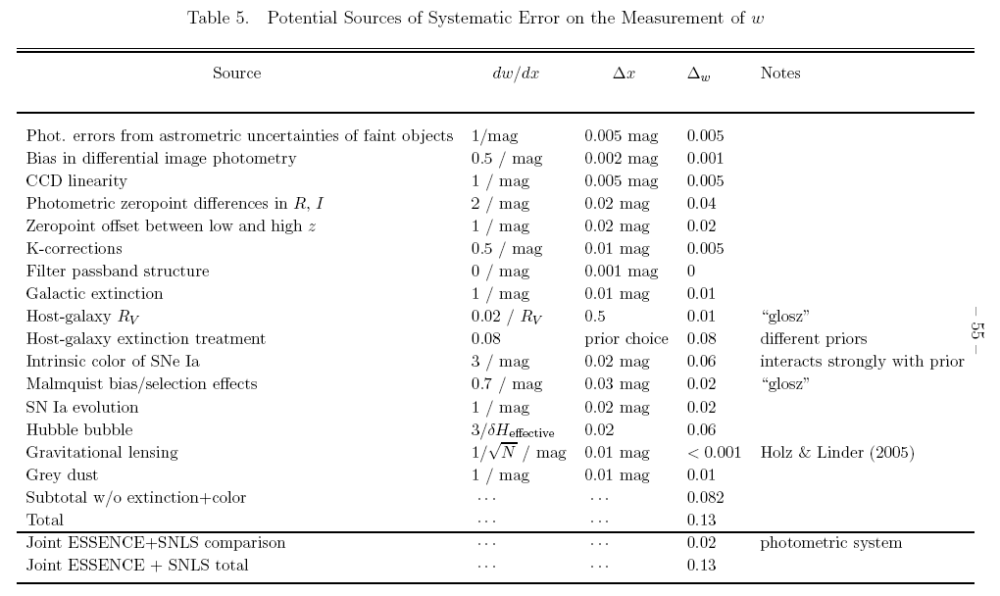 Table 5. Potential Sources of Systematic Error on the Measurement of w
Source dw/dx Δx Δw Notes
Phot. errors from astrometric uncertainties of faint objects 1/mag 0.005 mag 0.005
Bias in differential image photometry 0.5 / mag 0.002 mag 0.001
CCD linearity 1 / mag 0.005 mag 0.005
Photometric zeropoint differences in R, I 2 / mag 0.02 mag 0.04
Zeropoint offset between low and high z 1 / mag 0.02 mag 0.02
K-corrections 0.5 / mag 0.01 mag 0.005
Filter passband structure 0 / mag 0.001 mag 0
Galactic extinction 1 / mag 0.01 mag 0.01
Host-galaxy R_V 0.02 / R_V 0.5 0.01 “glosz”
Host-galaxy extinction treatment 0.08 prior choice 0.08 different priors
Intrinsic color of SNe Ia 3 / mag 0.02 mag 0.06 interacts strongly with prior
Malmquist bias/selection effects 0.7 / mag 0.03 mag 0.02 “glosz”
SN Ia evolution 1 / mag 0.02 mag 0.02
Hubble bubble 3/δH_effective 0.02 0.06
Gravitational lensing 1/√N / mag 0.01 mag < 0.001 Holz & Linder (2005)
Grey dust 1 / mag 0.01 mag 0.01
Subtotal w/o extinction+color ··· ··· 0.082
Total ··· ··· 0.13
Joint ESSENCE+SNLS comparison ··· ··· 0.02 photometric system
Joint ESSENCE + SNLS total ··· ··· 0.13
– 55 –